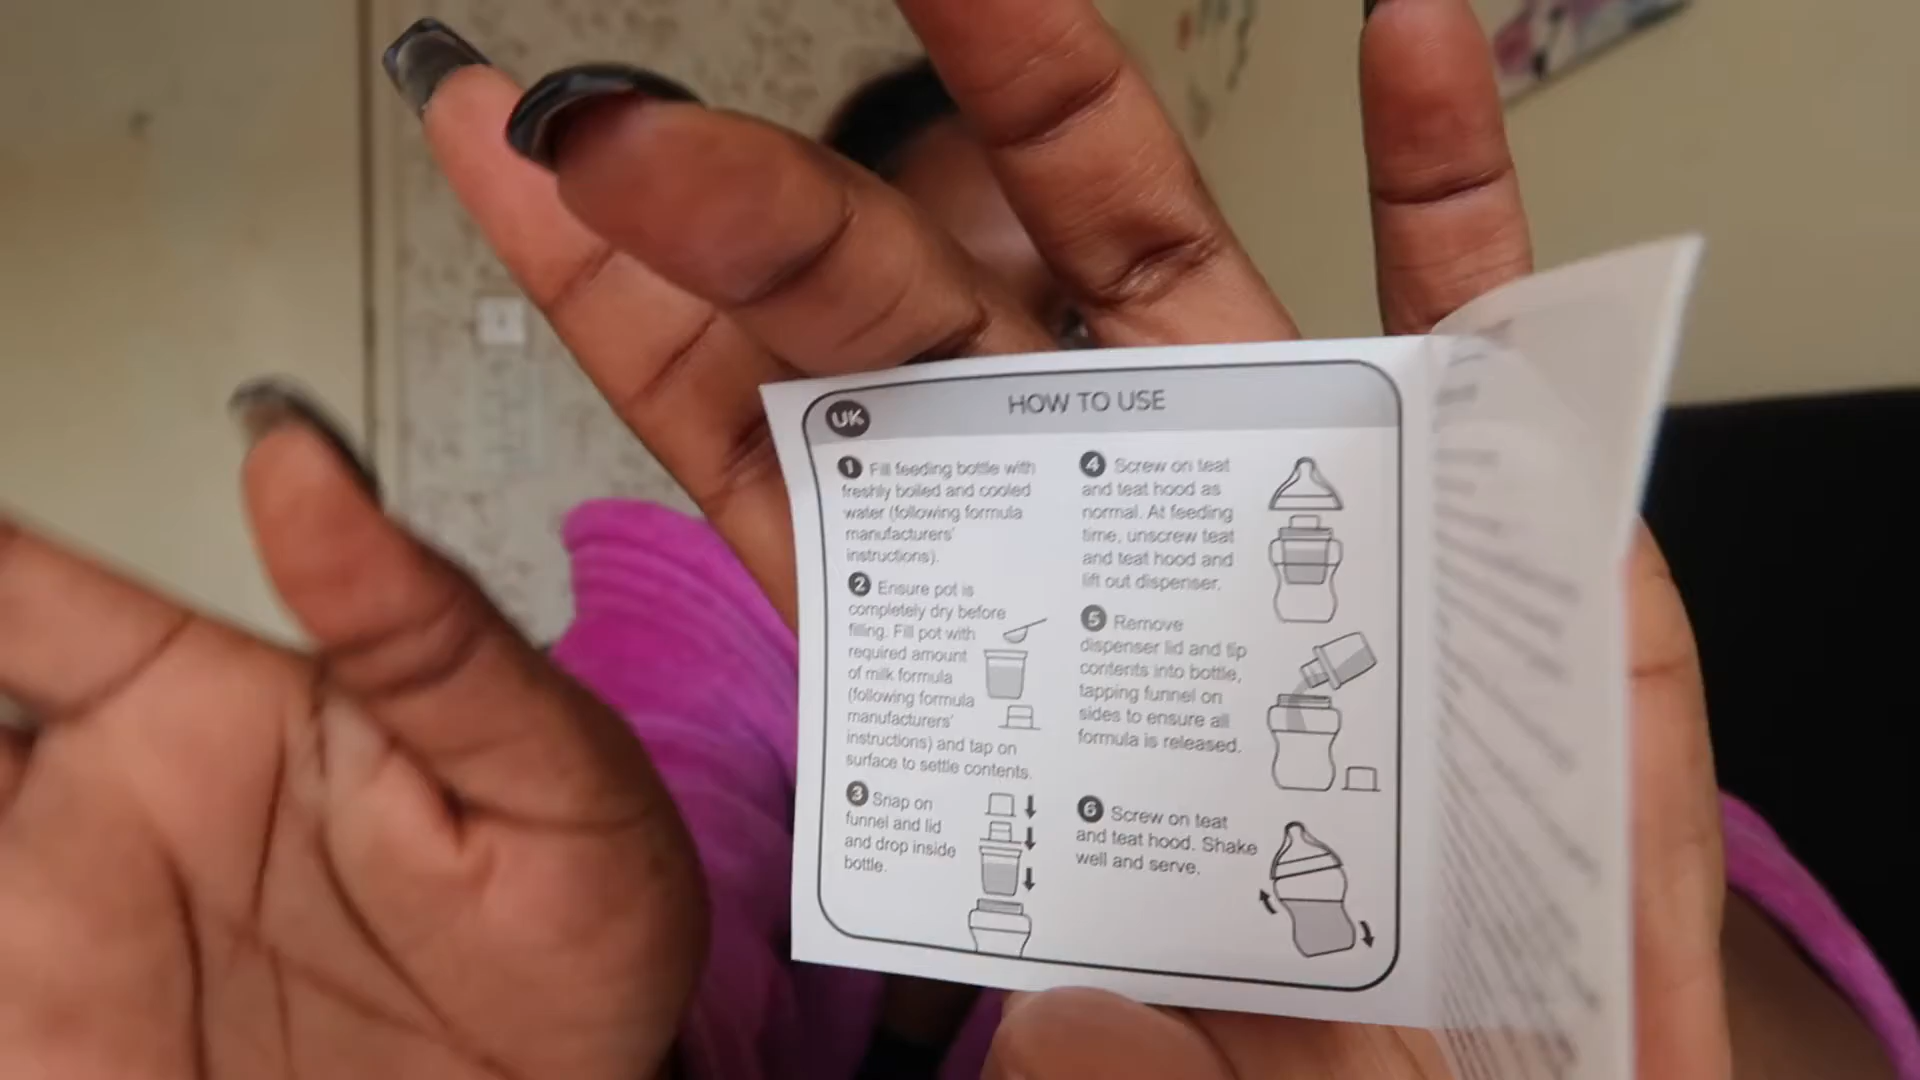 UK
HOW TO USE
1 Fill feeding bottle with
freshly boiled and cooled
water (following formula
manufacturers'
instructions).
2 Ensure pot is
completely dry before
filling. Fill pot with
required amount
of milk formula
(following formula
manufacturers'
instructions) and tap on
surface to settle contents.
3 Snap on
funnel and lid
and drop inside
bottle.
4 Screw on teat
and teat hood as
normal. At feeding
time, unscrew teat
and teat hood and
lift out dispenser.
5 Remove
dispenser lid and tip
contents into bottle,
tapping funnel on
sides to ensure all
formula is released.
6 Screw on teat
and teat hood. Shake
well and serve.